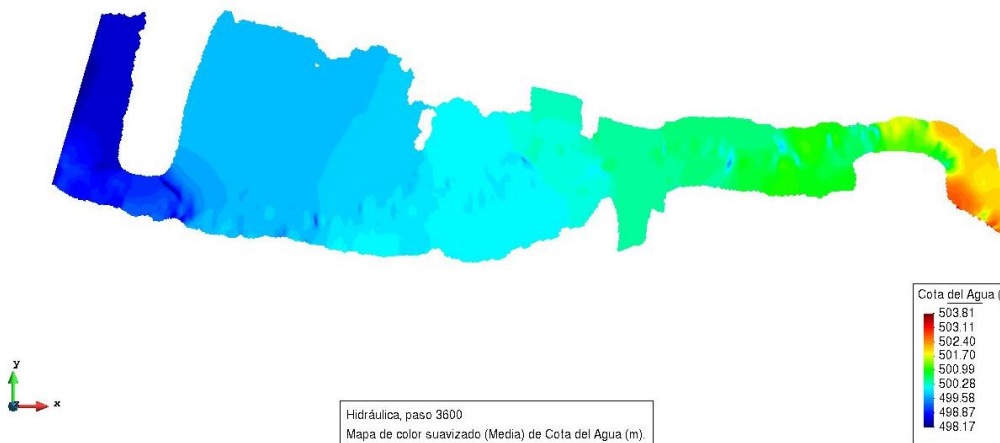 Cota del Agua (
503.81
503.11
502.40
501.70
500.99
500.28
499.58
498.87
498.17
y
x
Hidráulica, paso 3600
Mapa de color suavizado (Media) de Cota del Agua (m).